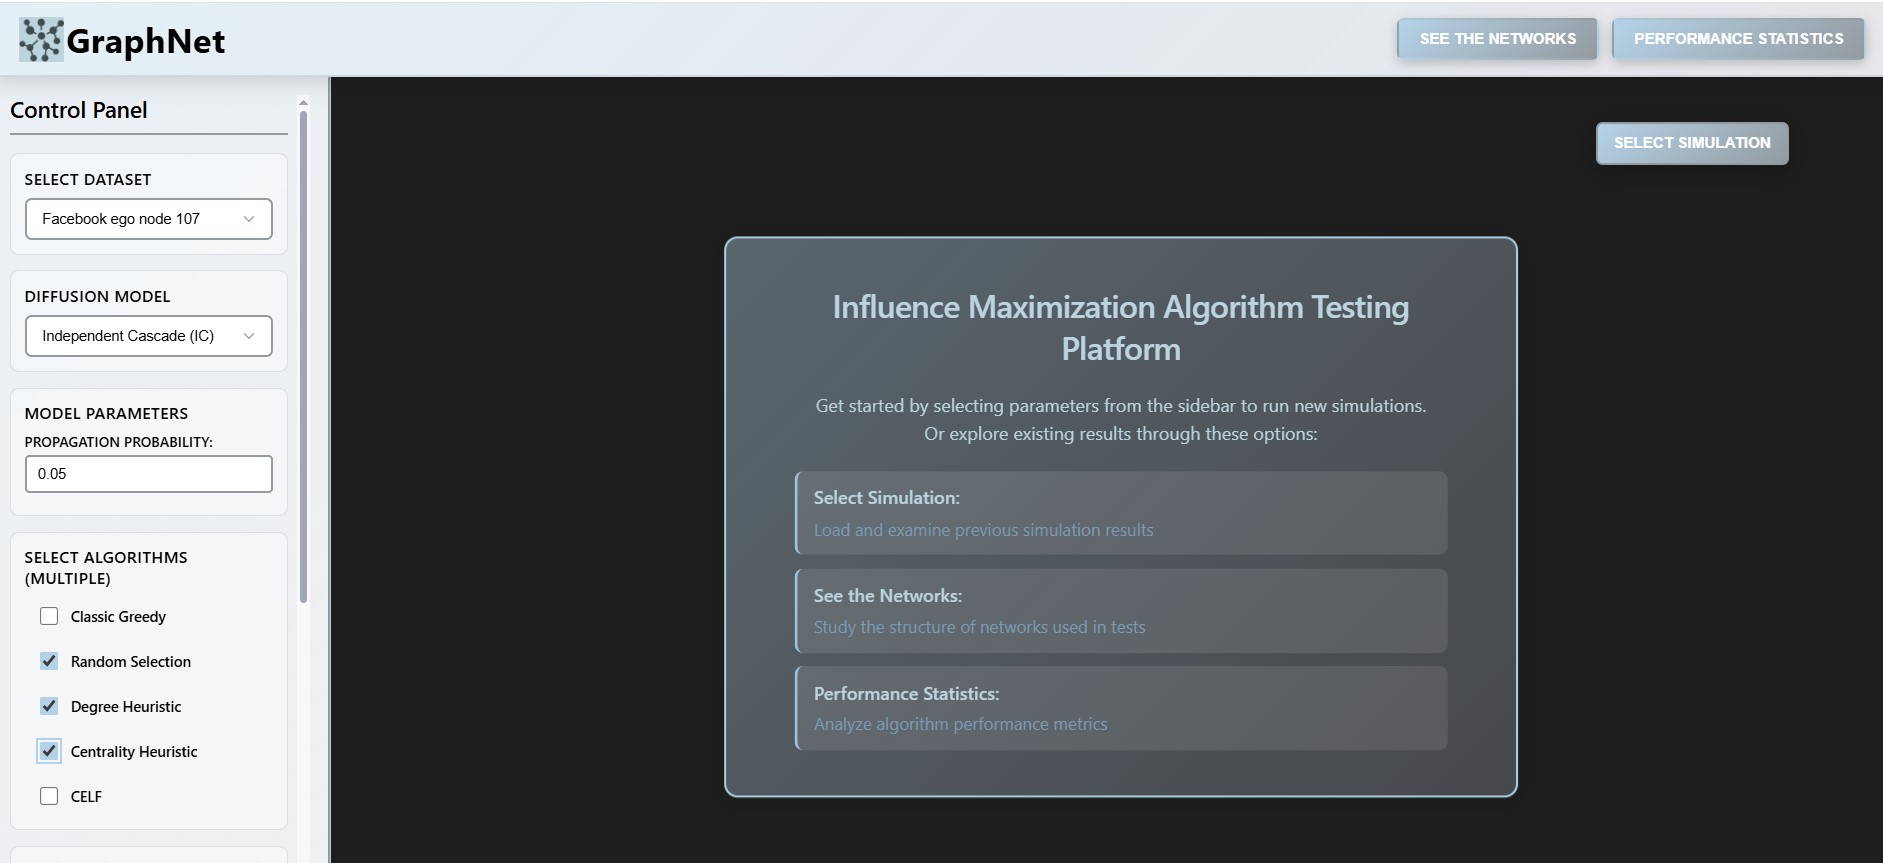 GraphNet
SEE THE NETWORKS
PERFORMANCE STATISTICS
Control Panel
SELECT DATASET
Facebook ego node 107
DIFFUSION MODEL
Independent Cascade (IC)
MODEL PARAMETERS
PROPAGATION PROBABILITY:
0.05
SELECT ALGORITHMS
(MULTIPLE)
Classic Greedy
Random Selection
Degree Heuristic
Centrality Heuristic
CELF
SELECT SIMULATION
Influence Maximization Algorithm Testing
Platform
Get started by selecting parameters from the sidebar to run new simulations.
Or explore existing results through these options:
Select Simulation:
Load and examine previous simulation results
See the Networks:
Study the structure of networks used in tests
Performance Statistics:
Analyze algorithm performance metrics